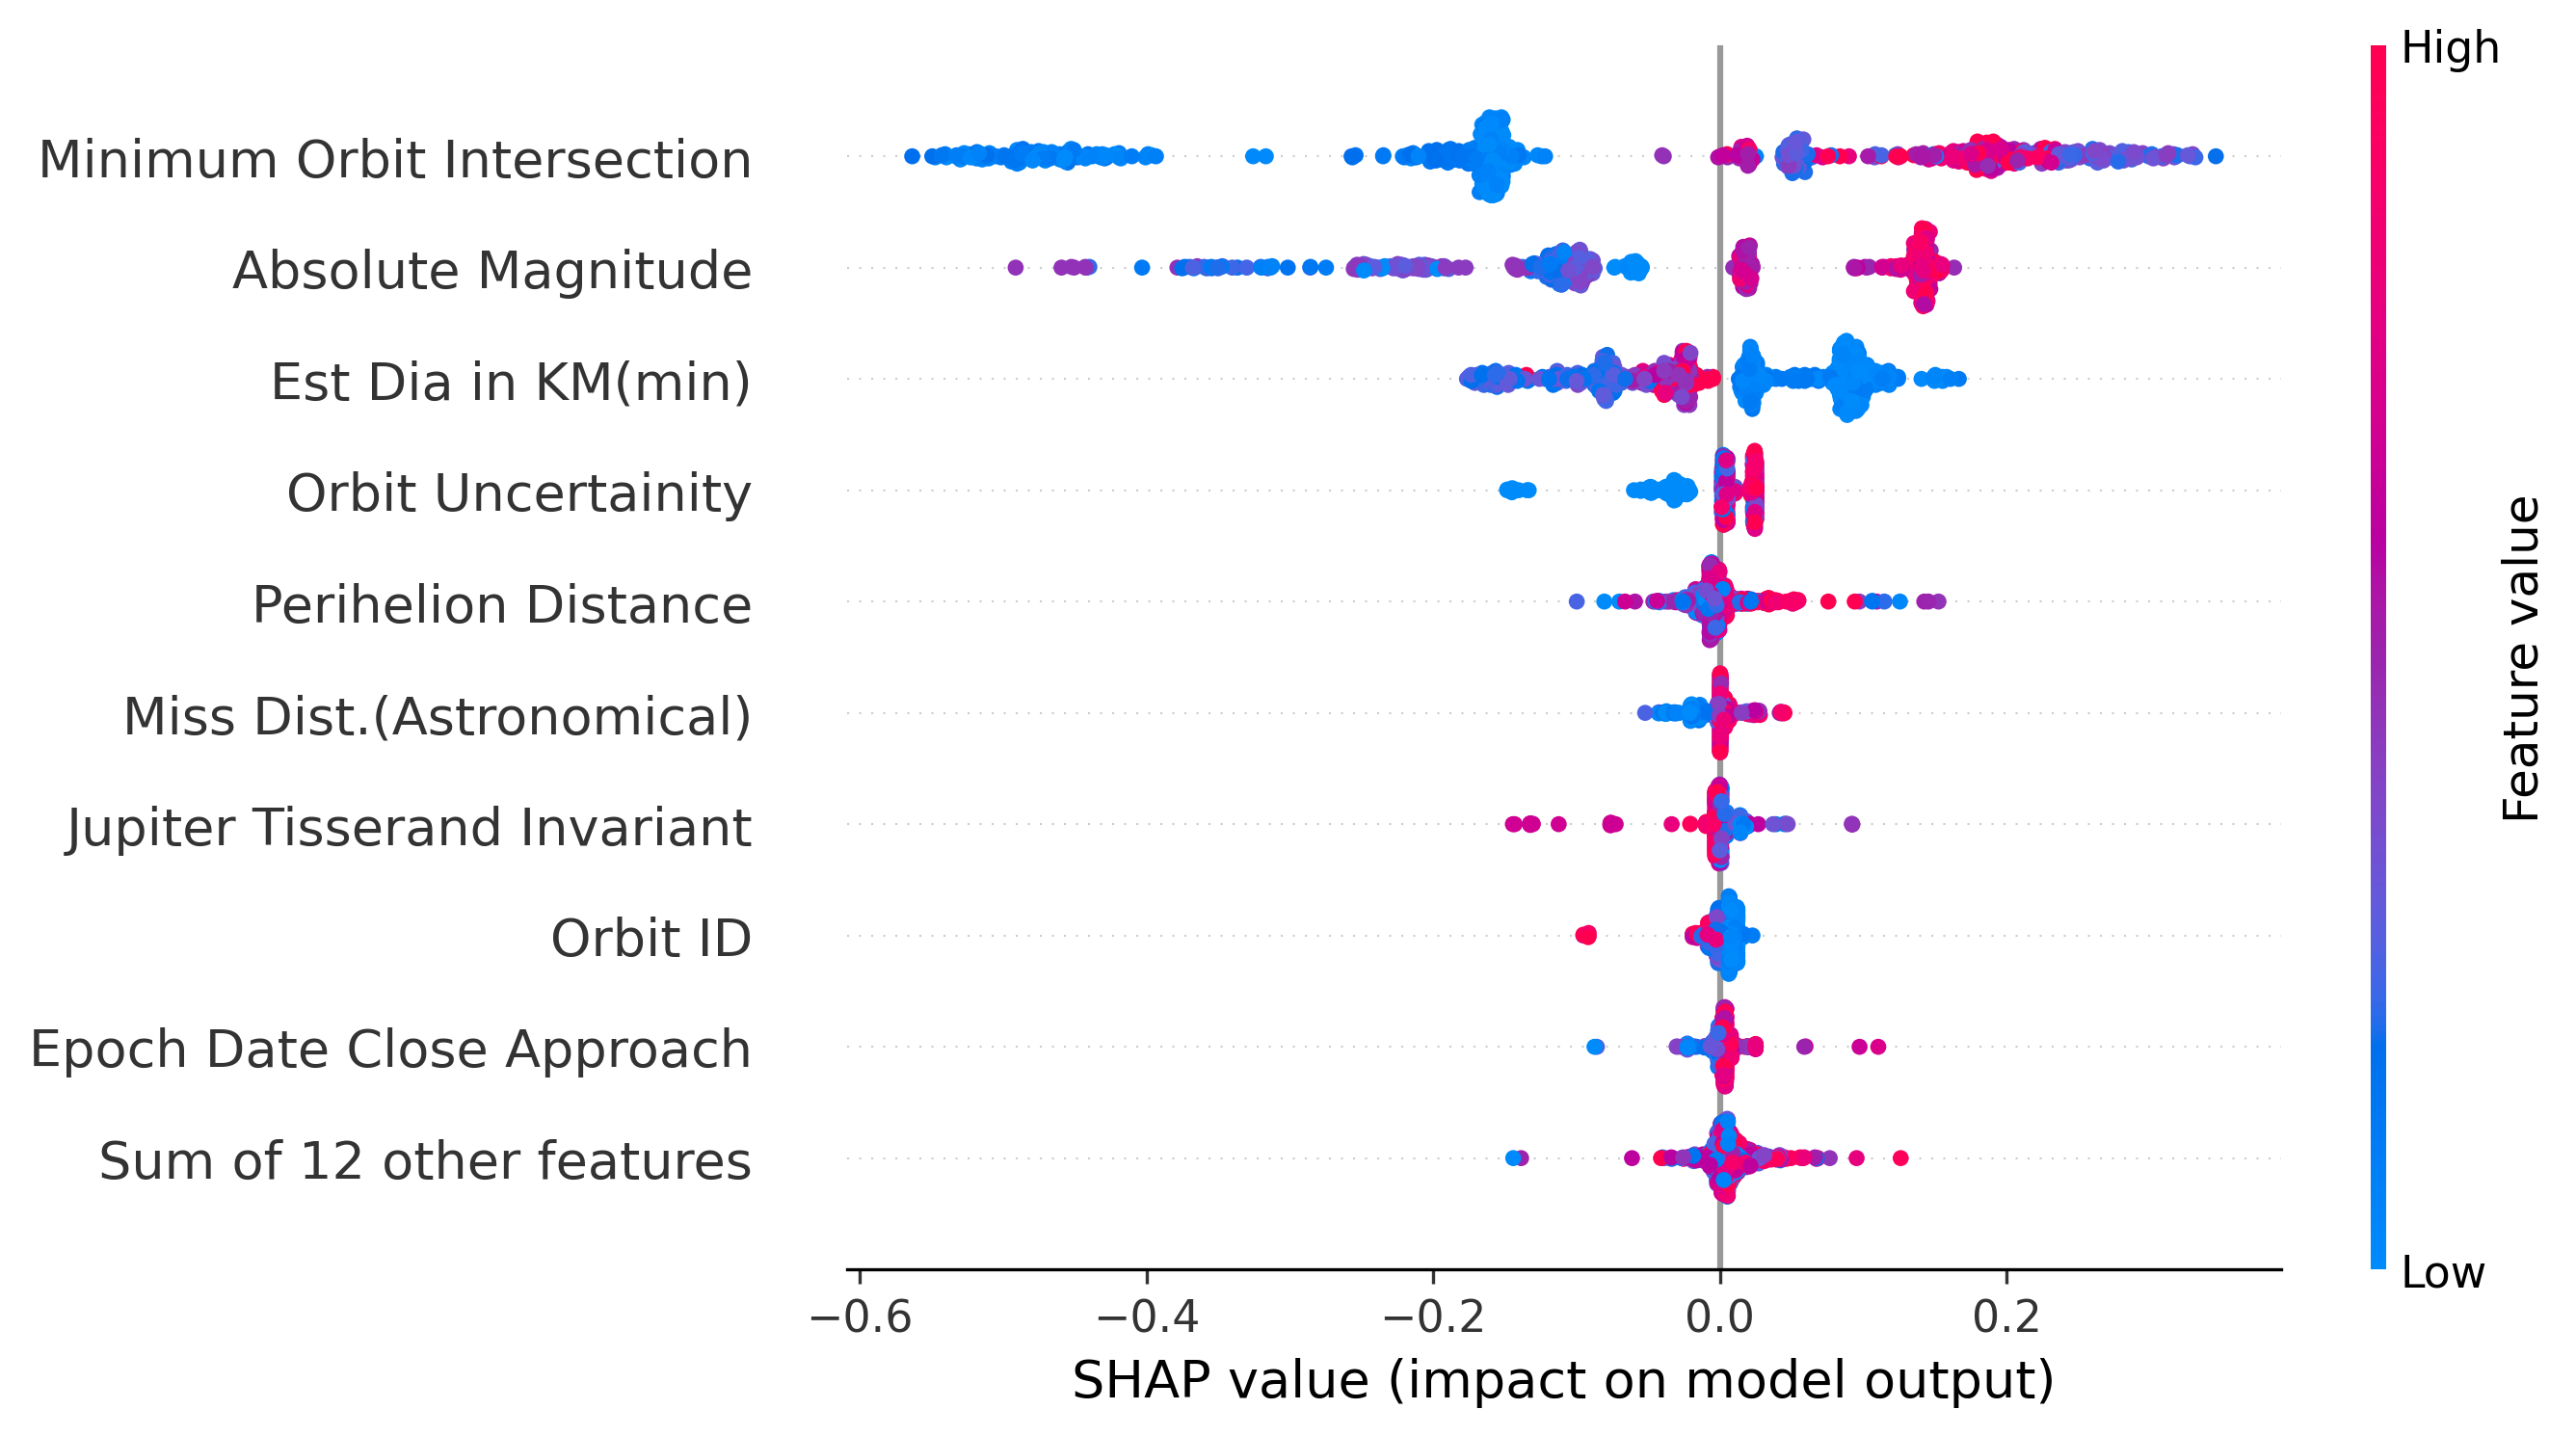 High
Minimum Orbit Intersection
Absolute Magnitude
Est Dia in KM(min)
Orbit Uncertainity
Perihelion Distance
Miss Dist.(Astronomical)
Jupiter Tisserand Invariant
Orbit ID
Epoch Date Close Approach
Sum of 12 other features
Feature value
Low
−0.6 −0.4 −0.2 0.0 0.2
SHAP value (impact on model output)